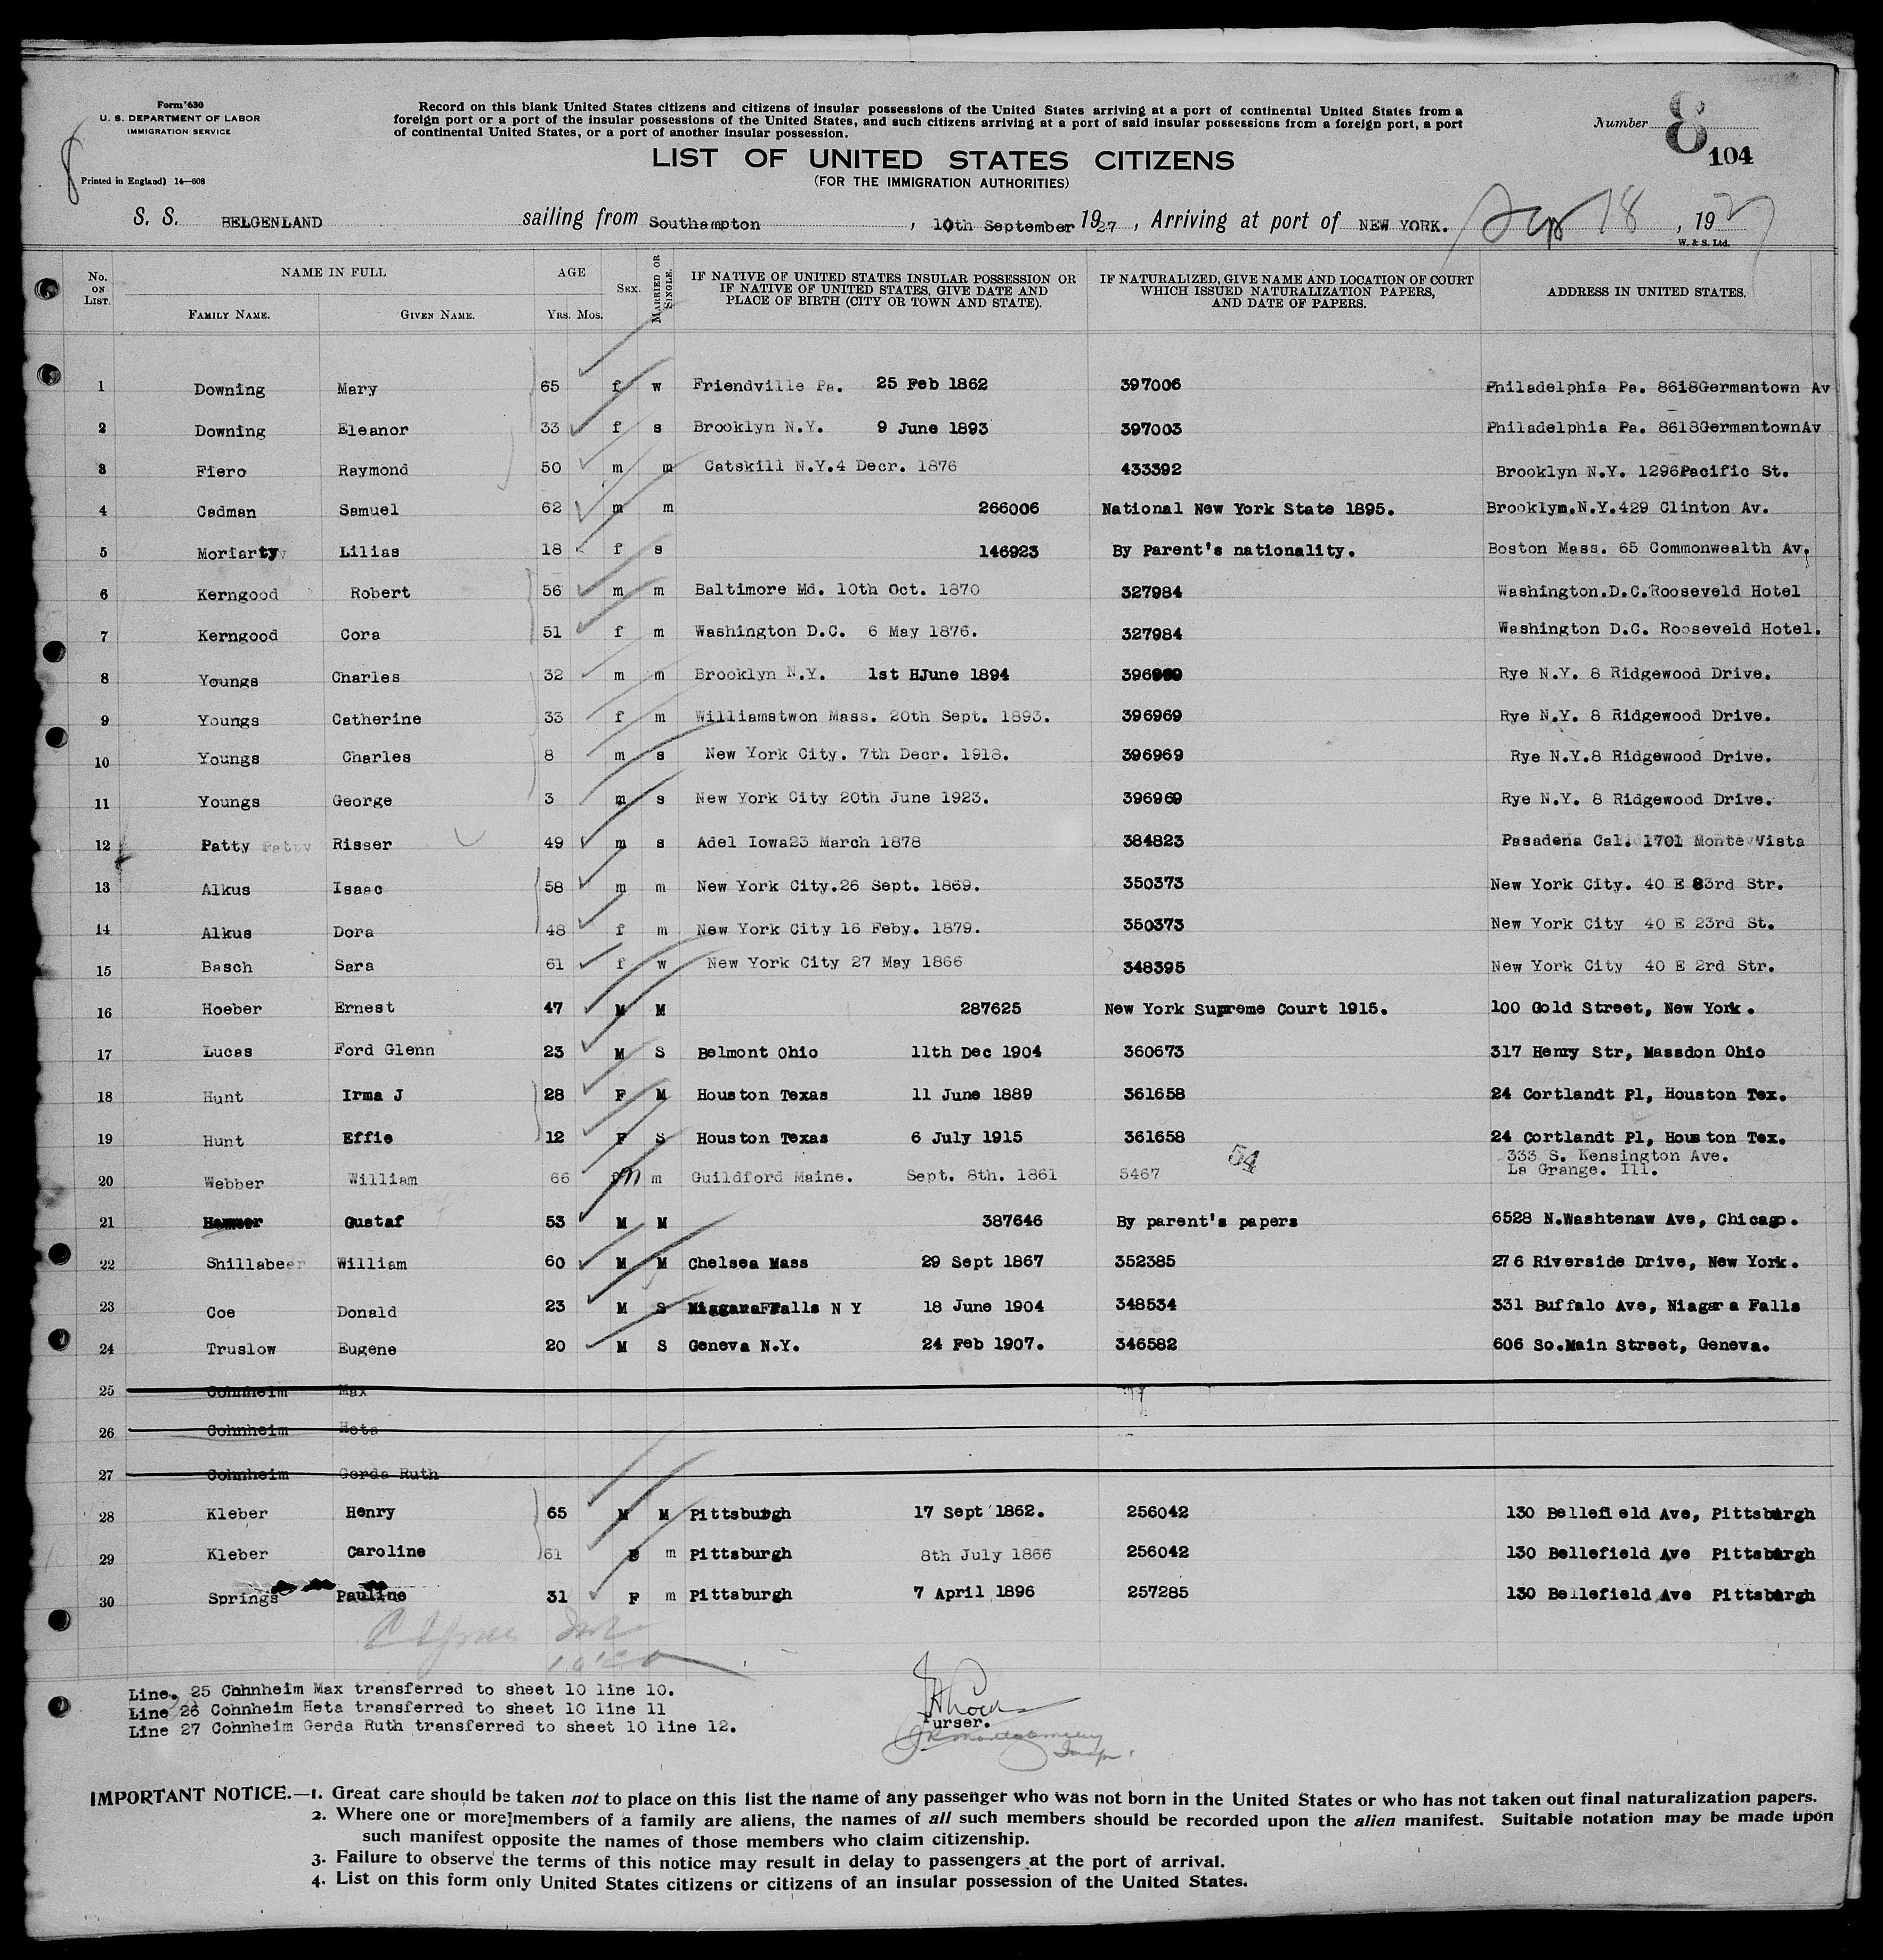 Form 630
U. S. DEPARTMENT OF LABOR
IMMIGRATION SERVICE
Printed in England) 14—608
Record on this blank United States citizens and citizens of insular possessions of the United States arriving at a port of continental United States from a
foreign port or a port of the insular possessions of the United States, and such citizens arriving at a port of said insular possessions from a foreign port, a port
of continental United States, or a port of another insular possession.
Number 8
104
LIST OF UNITED STATES CITIZENS
(FOR THE IMMIGRATION AUTHORITIES)
S. S. BELGENLAND sailing from Southampton, 10th September 1927, Arriving at port of NEW YORK. Sep 18, 1927
W. & S. Ltd.
No. ON LIST. NAME IN FULL FAMILY NAME. GIVEN NAME. AGE Yrs. Mos. SEX. MARRIED OR SINGLE. IF NATIVE OF UNITED STATES INSULAR POSSESSION OR IF NATIVE OF UNITED STATES, GIVE DATE AND PLACE OF BIRTH (CITY OR TOWN AND STATE). IF NATURALIZED, GIVE NAME AND LOCATION OF COURT WHICH ISSUED NATURALIZATION PAPERS, AND DATE OF PAPERS. ADDRESS IN UNITED STATES.
1 Downing Mary 65 f w Friendville Pa. 25 Feb 1862 397006 Philadelphia Pa. 8618Germantown Av
2 Downing Eleanor 33 f s Brooklyn N.Y. 9 June 1893 397003 Philadelphia Pa. 8618GermantownAv
3 Fiero Raymond 50 m m Catskill N.Y.4 Decr. 1876 433392 Brooklyn N.Y. 1296Pacific St.
4 Cadman Samuel 62 m m 266006 National New York State 1895. Brooklym.N.Y.429 Clinton Av.
5 Moriarty Lilias 18 f s 146923 By Parent's nationality. Boston Mass. 65 Commonwealth Av.
6 Kerngood Robert 56 m m Baltimore Md. 10th Oct. 1870 327984 Washington.D.C.Rooseveld Hotel
7 Kerngood Cora 51 f m Washington D.C. 6 May 1876. 327984 Washington D.C. Rooseveld Hotel.
8 Youngs Charles 32 m m Brooklyn N.Y. 1st HJune 1894 396969 Rye N.Y. 8 Ridgewood Drive.
9 Youngs Catherine 33 f m Williamstwon Mass. 20th Sept. 1893. 396969 Rye N.Y. 8 Ridgewood Drive.
10 Youngs Charles 8 m s New York City. 7th Decr. 1918. 396969 Rye N.Y.8 Ridgewood Drive.
11 Youngs George 3 m s New York City 20th June 1923. 396969 Rye N.Y. 8 Ridgewood Drive.
12 Patty Patty Risser 49 m s Adel Iowa23 March 1878 384823 Pasadena Cal. 1701 Monte Vista
13 Alkus Isaac 58 m m New York City.26 Sept. 1869. 350373 New York City. 40 E 83rd Str.
14 Alkus Dora 48 f m New York City 16 Feby. 1879. 350373 New York City 40 E 23rd St.
15 Basch Sara 61 f w New York City 27 May 1866 348395 New York City 40 E 2rd Str.
16 Hoeber Ernest 47 M M 287625 New York Supreme Court 1915. 100 Gold Street, New York.
17 Lucas Ford Glenn 23 M S Belmont Ohio 11th Dec 1904 360673 317 Henry Str, Massdon Ohio
18 Hunt Irma J 28 F M Houston Texas 11 June 1889 361658 24 Cortlandt Pl, Houston Tex.
19 Hunt Effie 12 F S Houston Texas 6 July 1915 361658 24 Cortlandt Pl, Houston Tex.
54
333 S. Kensington Ave.
20 Webber William 66 m m Guildford Maine. Sept. 8th. 1861 5467 La Grange. Ill.
21 Hammer Gustaf 53 M M 387646 By parent's papers 6528 N.Washtenaw Ave, Chicago.
22 Shillabeer William 60 M M Chelsea Mass 29 Sept 1867 352385 276 Riverside Drive, New York.
23 Coe Donald 23 M S NiagaraFFalls N Y 18 June 1904 348534 331 Buffalo Ave, Niagara Falls
24 Truslow Eugene 20 M S Geneva N.Y. 24 Feb 1907. 346582 606 So.Main Street, Geneva.
25 Cohnheim Max
26 Cohnheim Heta
27 Cohnheim Gerda Ruth
28 Kleber Henry 65 M M Pittsburgh 17 Sept 1862. 256042 130 Bellefield Ave, Pittsburgh
29 Kleber Caroline 61 F m Pittsburgh 8th July 1866 256042 130 Bellefield Ave Pittsburgh
30 Springs Pauline 31 F m Pittsburgh 7 April 1896 257285 130 Bellefield Ave Pittsburgh
Line. 25 Cohnheim Max transferred to sheet 10 line 10.
Line 26 Cohnheim Heta transferred to sheet 10 line 11
Line 27 Cohnheim Gerda Ruth transferred to sheet 10 line 12.
Purser.
IMPORTANT NOTICE.—1. Great care should be taken not to place on this list the name of any passenger who was not born in the United States or who has not taken out final naturalization papers.
2. Where one or more members of a family are aliens, the names of all such members should be recorded upon the alien manifest. Suitable notation may be made upon
such manifest opposite the names of those members who claim citizenship.
3. Failure to observe the terms of this notice may result in delay to passengers at the port of arrival.
4. List on this form only United States citizens or citizens of an insular possession of the United States.